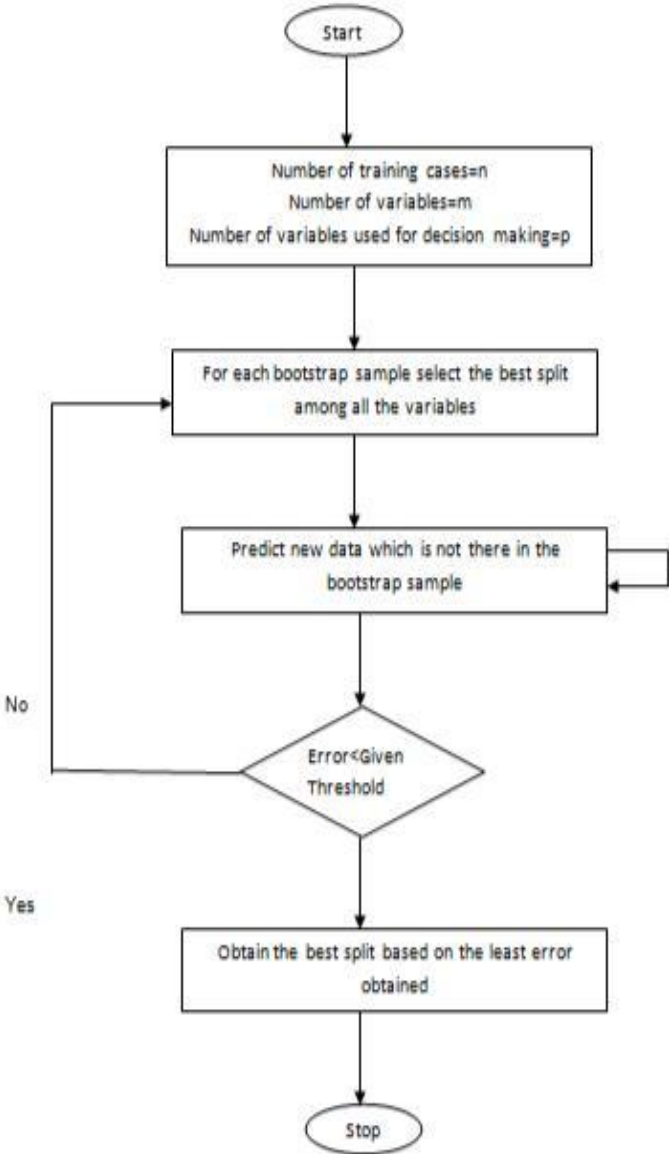 Start
Number of training cases=n
Number of variables=m
Number of variables used for decision making=p
For each bootstrap sample select the best split
among all the variables
Predict new data which is not there in the
bootstrap sample
No
Error<Given
Threshold
Yes
Obtain the best split based on the least error
obtained
Stop